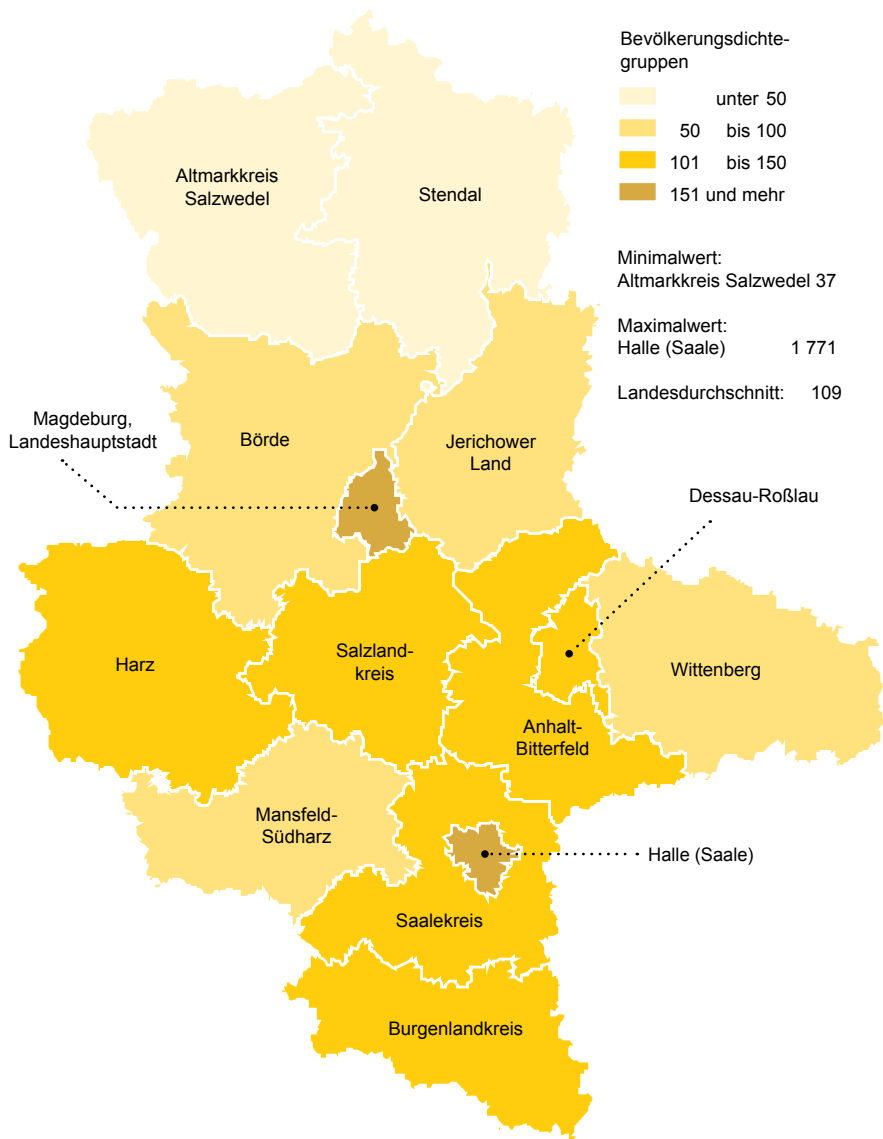 Bevölkerungsdichte-
gruppen
unter 50
50 bis 100
101 bis 150
151 und mehr
Minimalwert:
Altmarkkreis Salzwedel 37
Maximalwert:
Halle (Saale) 1 771
Landesdurchschnitt: 109
Altmarkkreis
Salzwedel
Stendal
Magdeburg,
Landeshauptstadt
Börde
Jerichower
Land
Dessau-Roßlau
Harz
Salzland-
kreis
Wittenberg
Anhalt-
Bitterfeld
Mansfeld-
Südharz
Halle (Saale)
Saalekreis
Burgenlandkreis